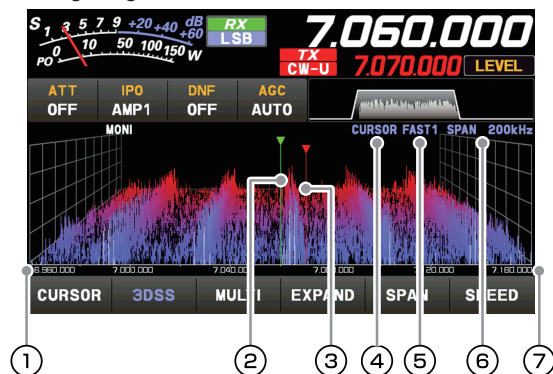 S 1 3 5 7 9 +20 +40 +60 dB
PO 0 10 50 100 150 W
RX
LSB
7.060.000
TX
CW-U
7.070.000
LEVEL
ATT IPO DNF AGC
OFF AMP1 OFF AUTO
MONI
CURSOR FAST1 SPAN 200kHz
6.960.000 7.000.000 7.040.000 7.120.000 7.160.000
CURSOR 3DSS MULTI EXPAND SPAN SPEED
1 2 3 4 5 6 7